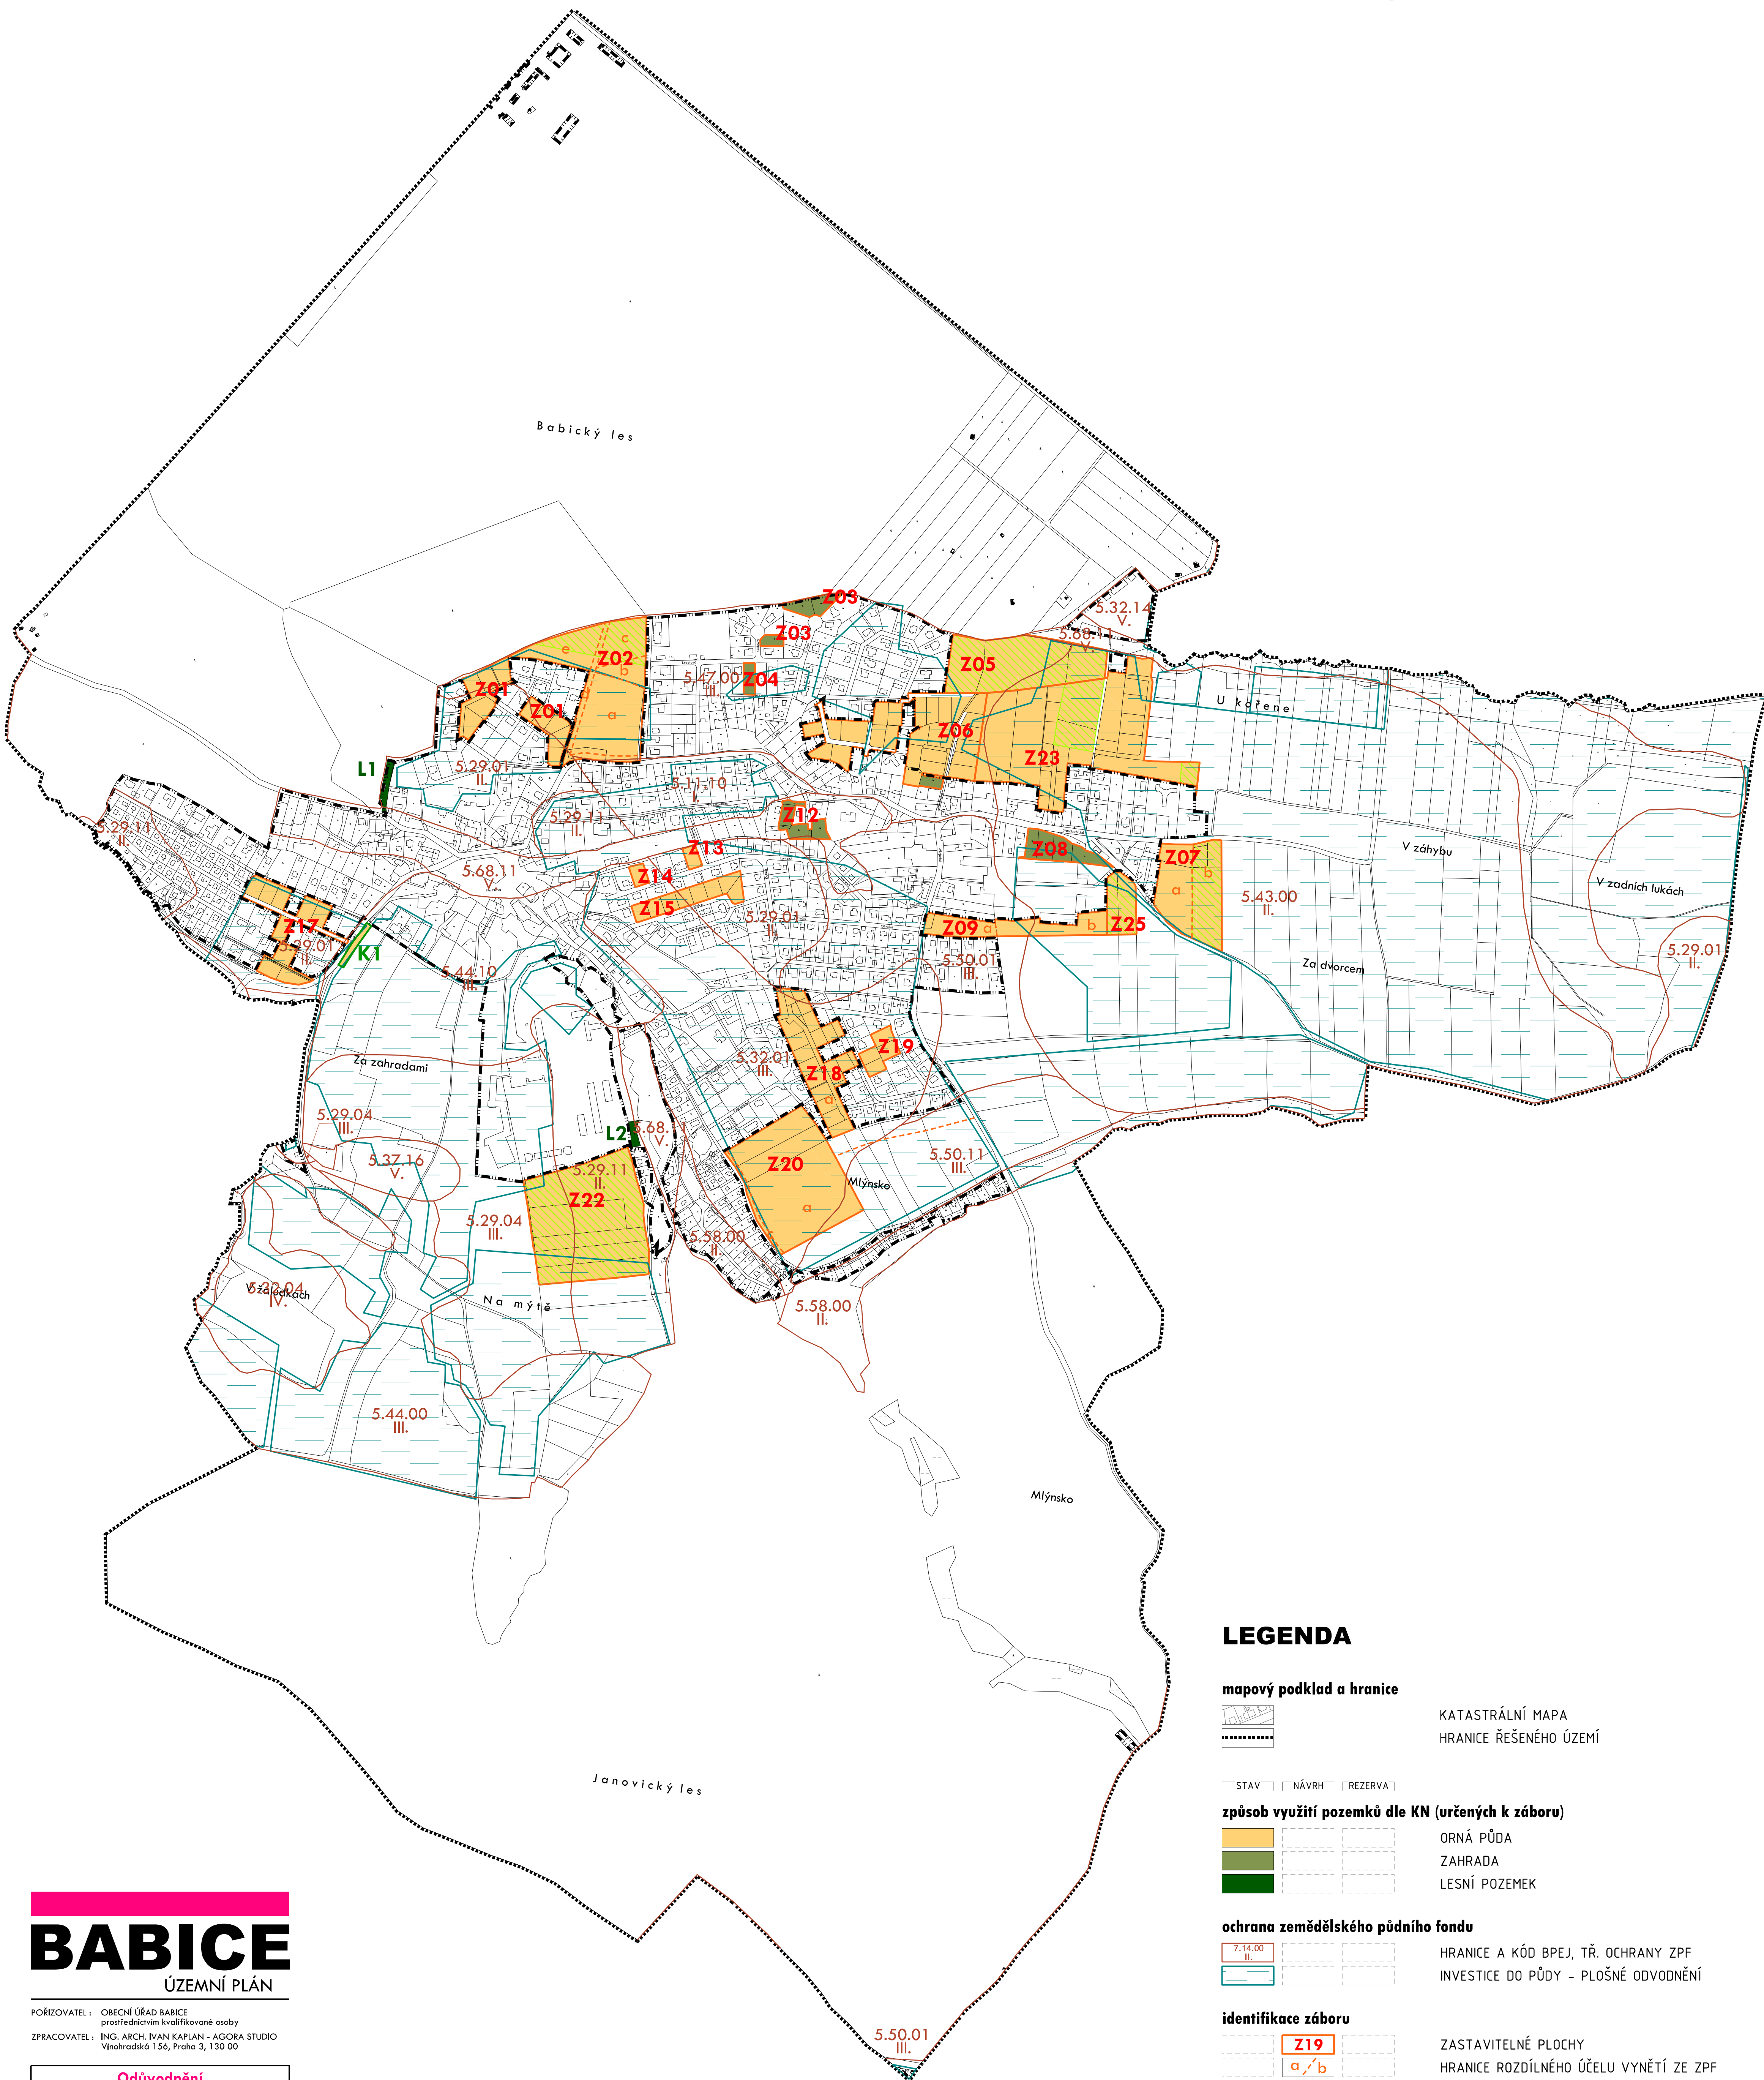 Babický les
Z03
5.32.14
V.
5.68.11
V.
Z03
Z02
e
c
b
a
Z05
Z01
5.47.00
III.
Z04
U kařene
Z01
Z06
Z23
L1
5.29.01
II.
5.11.10
I.
5.29.11
II.
5.29.11
II.
Z12
Z13
Z08
Z07
a
b
V záhybu
5.68.11
V.
Z14
V zadních lukách
Z15
5.43.00
II.
5.29.01
II.
Z17
5.29.01
II.
Z09
a
b
Z25
K1
5.29.01
II.
5.50.01
III.
Za dvorcem
5.44.10
III.
Z19
5.32.01
III.
Z18
a
Za zahradami
5.29.04
III.
L2
5.68.11
V.
5.37.16
V.
5.29.11
II.
Z20
a
5.50.11
III.
Mlýnsko
Z22
5.29.04
III.
5.58.00
II.
IV.
Na mýtě
5.58.00
II.
5.44.00
III.
Mlýnsko
Janovický les
5.50.01
III.
LEGENDA
mapový podklad a hranice
KATASTRÁLNÍ MAPA
HRANICE ŘEŠENÉHO ÚZEMÍ
STAV NÁVRH REZERVA
způsob využití pozemků dle KN (určených k záboru)
ORNÁ PŮDA
ZAHRADA
LESNÍ POZEMEK
ochrana zemědělského půdního fondu
7.14.00
II.
HRANICE A KÓD BPEJ, TŘ. OCHRANY ZPF
INVESTICE DO PŮDY - PLOŠNÉ ODVODNĚNÍ
identifikace záboru
Z19 ZASTAVITELNÉ PLOCHY
a / b HRANICE ROZDÍLNÉHO ÚČELU VYNĚTÍ ZE ZPF
BABICE
ÚZEMNÍ PLÁN
POŘIZOVATEL : OBECNÍ ÚŘAD BABICE
prostřednictvím kvalifikované osoby
ZPRACOVATEL : ING. ARCH. IVAN KAPLAN - AGORA STUDIO
Vinohradská 156, Praha 3, 130 00
Odůvodnění